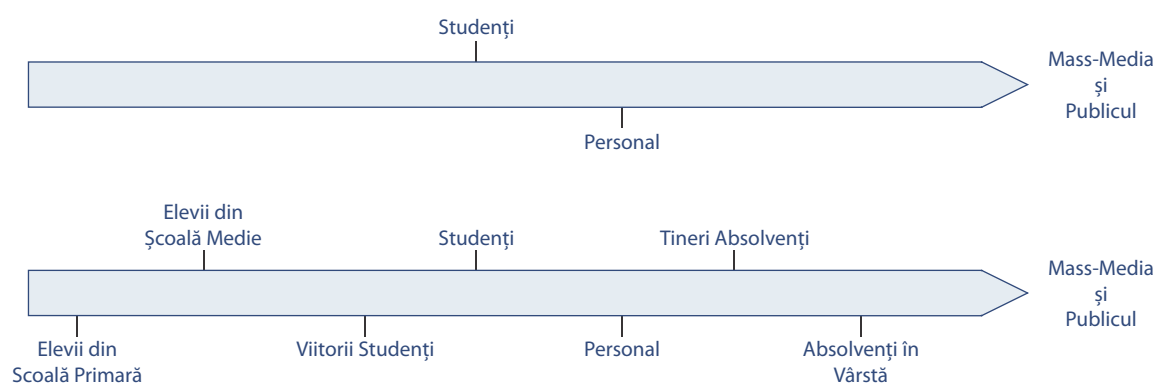 Studenți
Mass-Media
și
Publicul
Personal
Elevii din
Școală Medie
Studenți
Tineri Absolvenți
Mass-Media
și
Publicul
Elevii din
Scoală Primară
Viitorii Studenți
Personal
Absolvenți în
Vârstă